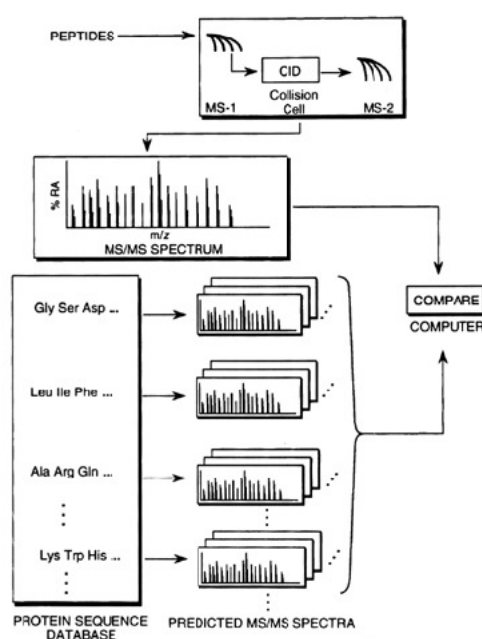 PEPTIDES
CID
Collision
Cell
MS-1
MS-2
% RA
m/z
MS/MS SPECTRUM
Gly Ser Asp ...
Leu Ile Phe ...
Ala Arg Gln ...
Lys Trp His ...
COMPARE
COMPUTER
PROTEIN SEQUENCE
DATABASE
PREDICTED MS/MS SPECTRA